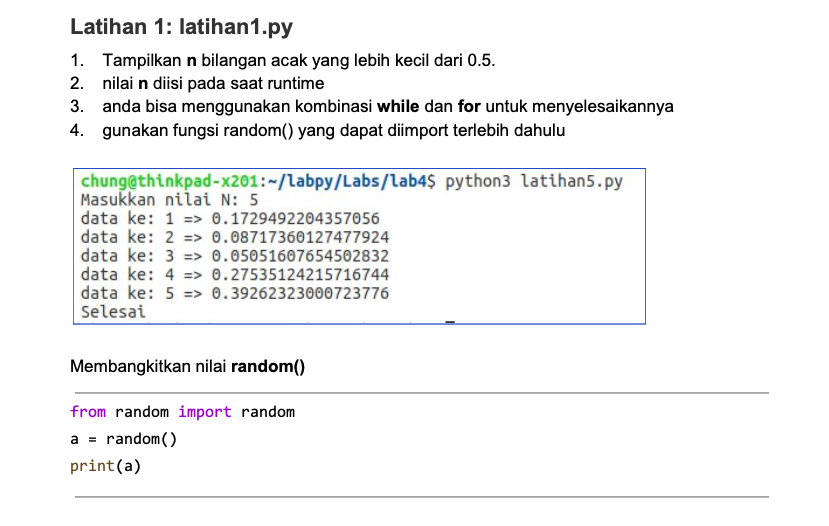 Latihan 1: latihan1.py
1. Tampilkan n bilangan acak yang lebih kecil dari 0.5.
2. nilai n diisi pada saat runtime
3. anda bisa menggunakan kombinasi while dan for untuk menyelesaikannya
4. gunakan fungsi random() yang dapat diimport terlebih dahulu
chung@thinkpad-x201:~/labpy/Labs/lab4$ python3 latihan5.py
Masukkan nilai N: 5
data ke: 1 => 0.1729492204357056
data ke: 2 => 0.08717360127477924
data ke: 3 => 0.05051607654502832
data ke: 4 => 0.27535124215716744
data ke: 5 => 0.39262323000723776
Selesai
Membangkitkan nilai random()
from random import random
a = random()
print(a)